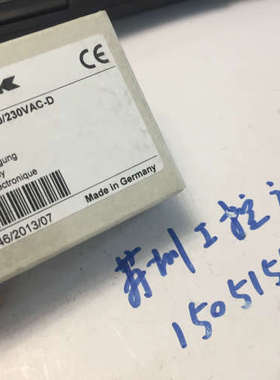 K
/230VAC-D
gung
y
ectronique
Made in Germany
46/2013/07
CE
苏州工控
150515